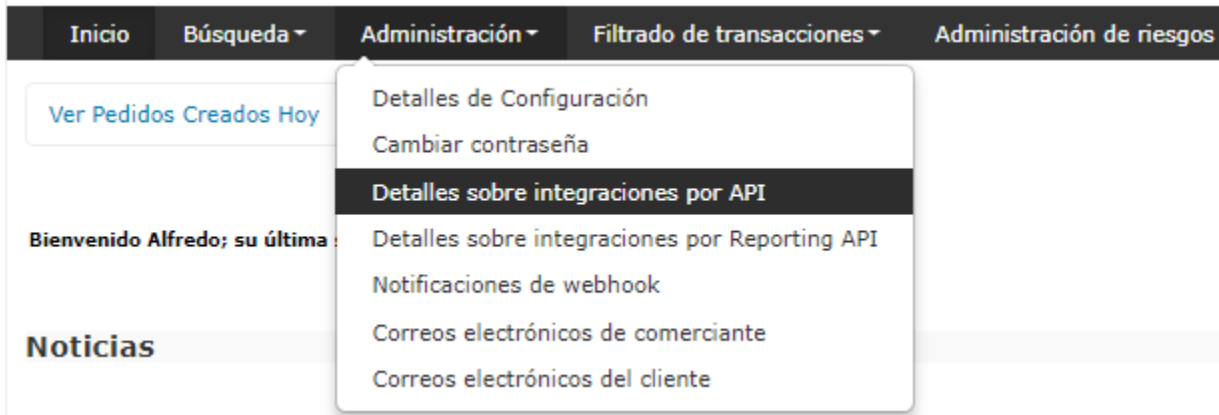 Inicio Búsqueda Administración Filtrado de transacciones Administración de riesgos
Ver Pedidos Creados Hoy
Detalles de Configuración
Cambiar contraseña
Detalles sobre integraciones por API
Bienvenido Alfredo; su última
Detalles sobre integraciones por Reporting API
Notificaciones de webhook
Correos electrónicos de comerciante
Noticias
Correos electrónicos del cliente